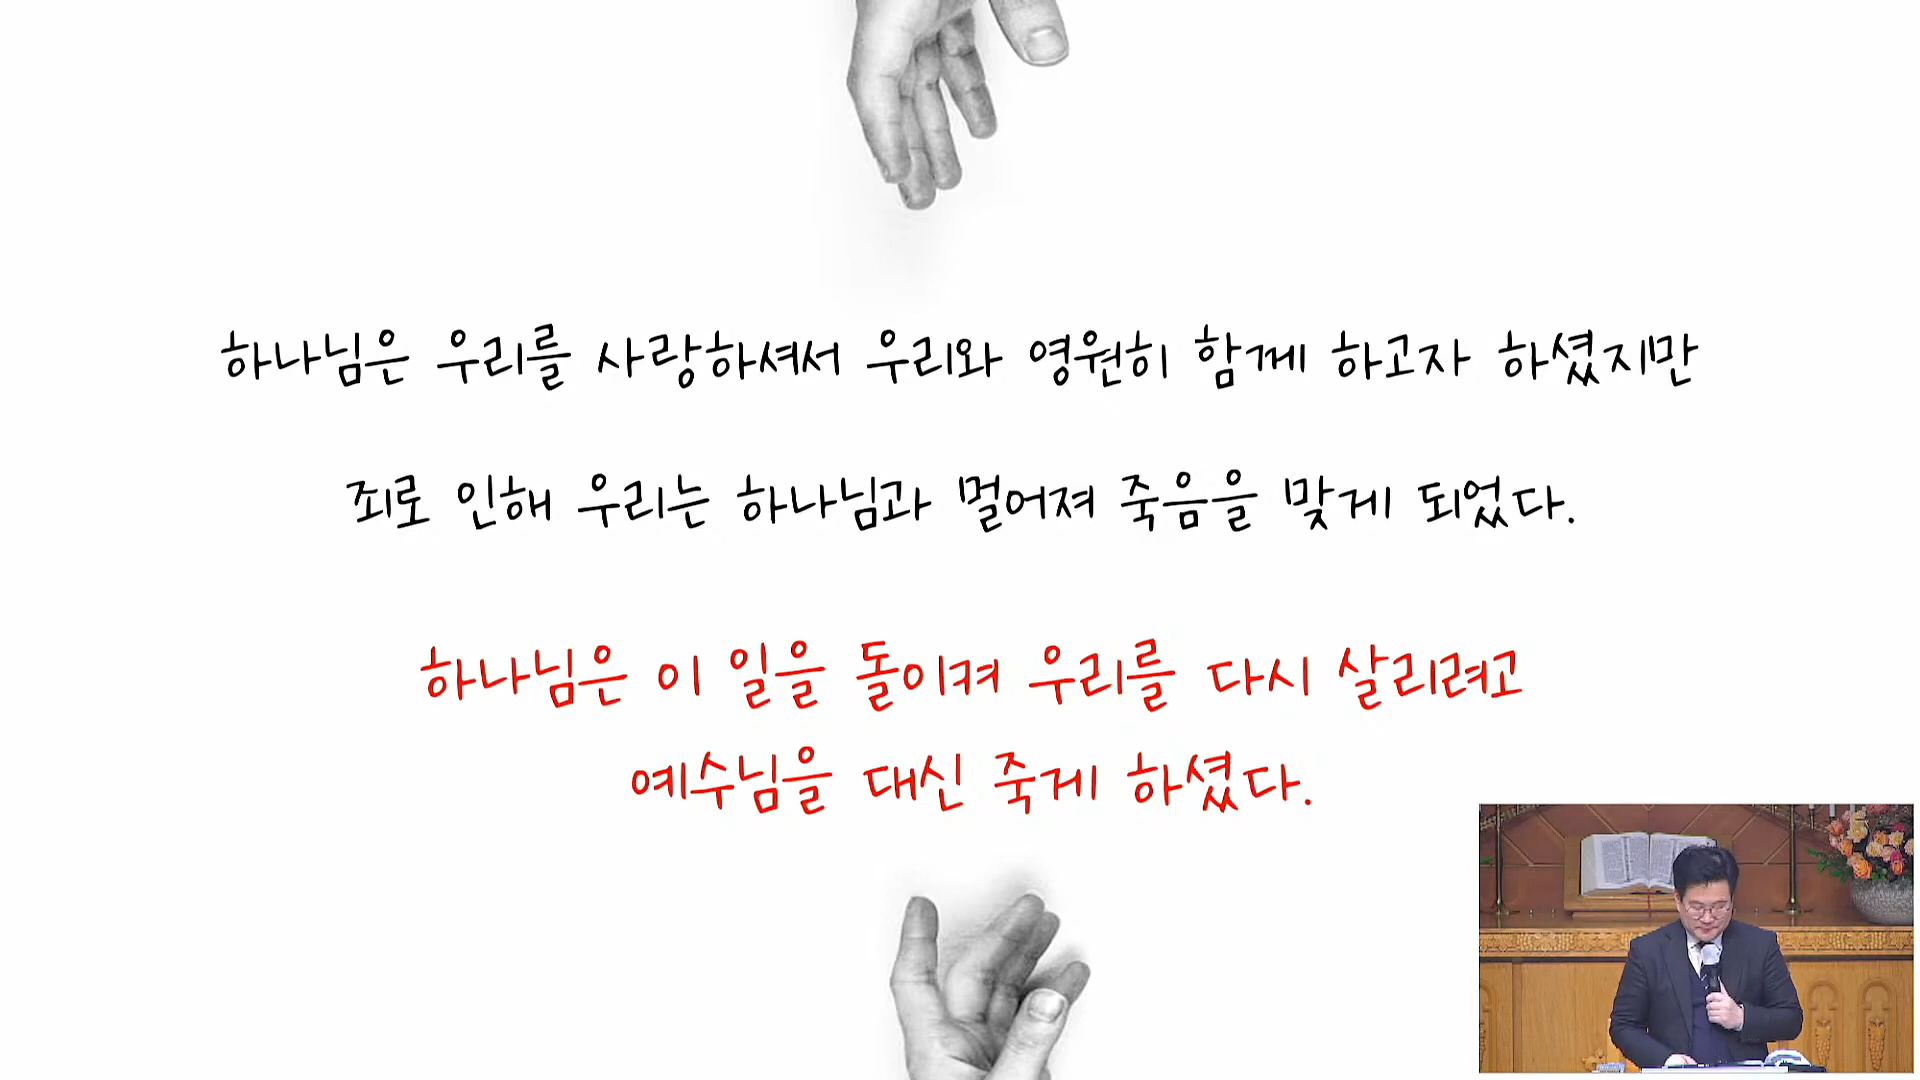 하나님은 우리를 사랑하셔서 우리와 영원히 함께 하고자 하셨지만
죄로 인해 우리는 하나님과 멀어져 죽음을 맞게 되었다.
하나님은 이 일을 돌이켜 우리를 다시 살리려고
예수님을 대신 죽게 하셨다.